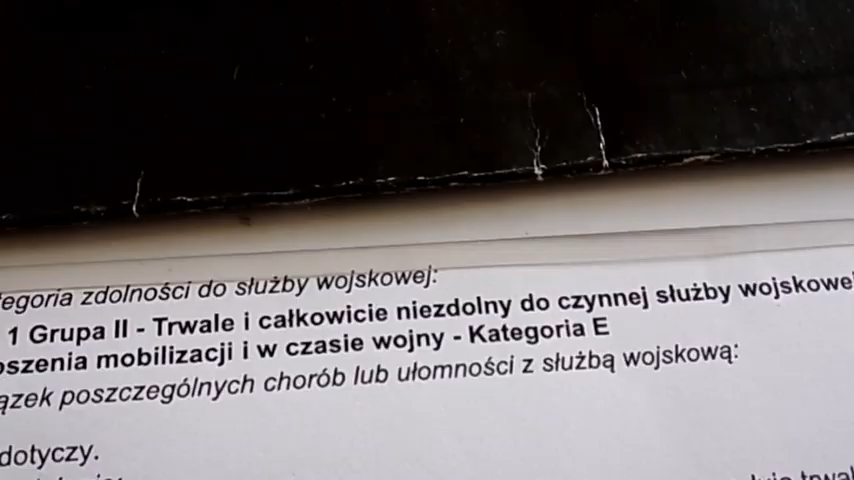 tegoria zdolności do służby wojskowej:
1 Grupa II - Trwale i całkowicie niezdolny do czynnej służby wojskowej
oszenia mobilizacji i w czasie wojny - Kategoria E
ązek poszczególnych chorób lub ułomności z służbą wojskową:
dotyczy.